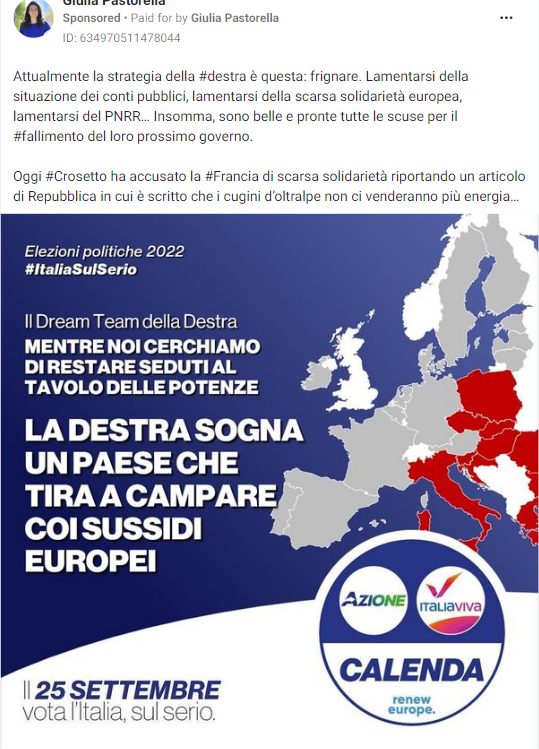 Giulia Pastorella
Sponsored • Paid for by Giulia Pastorella
ID: 634970511478044
Attualmente la strategia della #destra è questa: frignare. Lamentarsi della
situazione dei conti pubblici, lamentarsi della scarsa solidarietà europea,
lamentarsi del PNRR… Insomma, sono belle e pronte tutte le scuse per il
#fallimento del loro prossimo governo.
Oggi #Crosetto ha accusato la #Francia di scarsa solidarietà riportando un articolo
di Repubblica in cui è scritto che i cugini d’oltralpe non ci venderanno più energia…
Elezioni politiche 2022
#ItaliaSulSerio
Il Dream Team della Destra
MENTRE NOI CERCHIAMO
DI RESTARE SEDUTI AL
TAVOLO DELLE POTENZE
LA DESTRA SOGNA
UN PAESE CHE
TIRA A CAMPARE
COI SUSSIDI
EUROPEI
AZIONE
ITALIAVIVA
CALENDA
renew
europe.
Il 25 SETTEMBRE
vota l'Italia, sul serio.